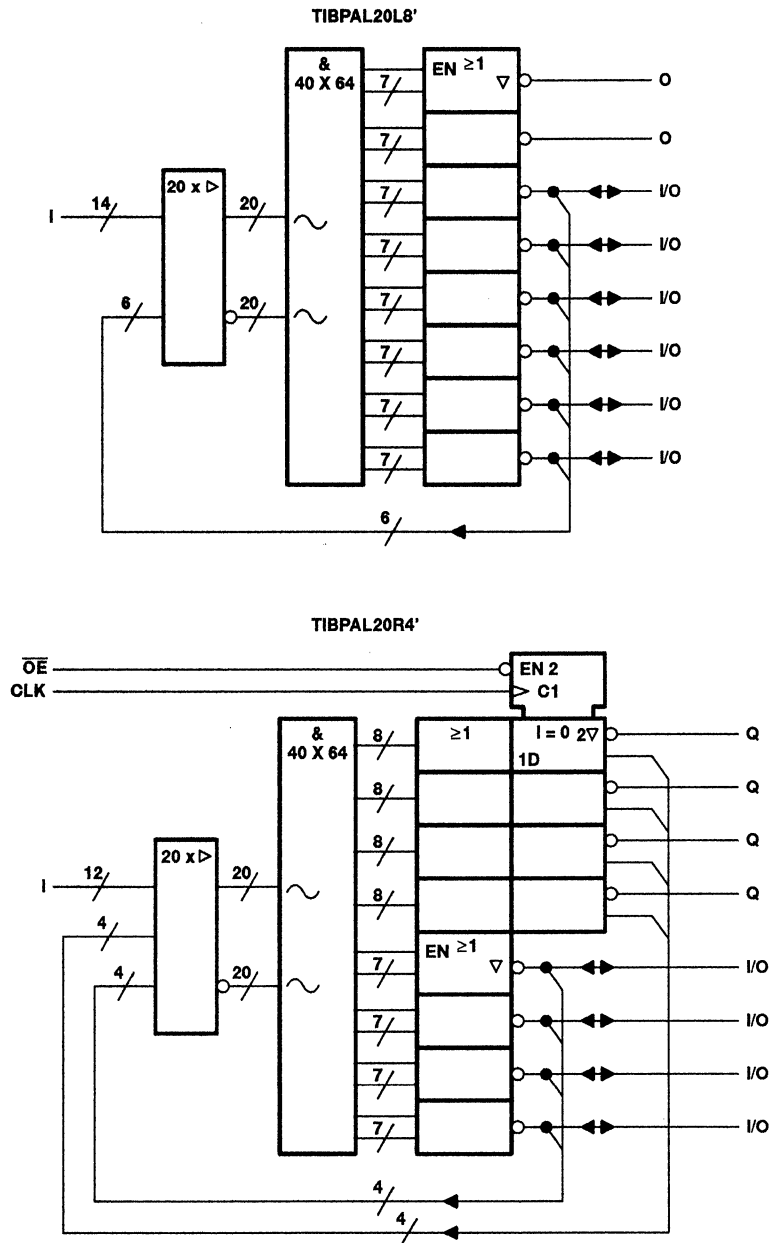 TIBPAL20L8'
&
40 X 64
EN ≥1 ▽
7
O
7
O
20 x ▷
I 14 20
7
I/O
7
I/O
6 20
7
I/O
7
I/O
7
I/O
7
I/O
6
TIBPAL20R4'
OE
EN 2
CLK
C1
&
40 X 64
8
≥1
I = 0 2▽
1D
Q
8
Q
8
Q
20 x ▷
I 12 20
8
Q
4
EN ≥1 ▽
4 20
7
I/O
7
I/O
7
I/O
7
I/O
4
4